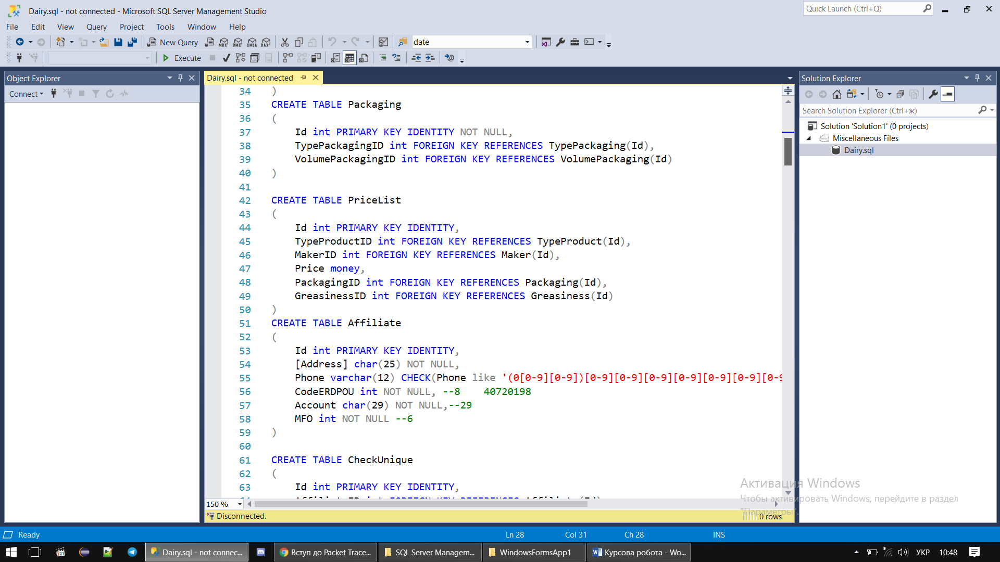 Dairy.sql - not connected - Microsoft SQL Server Management Studio
Quick Launch (Ctrl+Q)
File Edit View Query Project Tools Window Help
New Query
MDX DMX XMLA DAX
date
Execute
Object Explorer
Connect
Dairy.sql - not connected
34 )
35 CREATE TABLE Packaging
36 (
37 Id int PRIMARY KEY IDENTITY NOT NULL,
38 TypePackagingID int FOREIGN KEY REFERENCES TypePackaging(Id),
39 VolumePackagingID int FOREIGN KEY REFERENCES VolumePackaging(Id)
40 )
41
42 CREATE TABLE PriceList
43 (
44 Id int PRIMARY KEY IDENTITY,
45 TypeProductID int FOREIGN KEY REFERENCES TypeProduct(Id),
46 MakerID int FOREIGN KEY REFERENCES Maker(Id),
47 Price money,
48 PackagingID int FOREIGN KEY REFERENCES Packaging(Id),
49 GreasinessID int FOREIGN KEY REFERENCES Greasiness(Id)
50 )
51 CREATE TABLE Affiliate
52 (
53 Id int PRIMARY KEY IDENTITY,
54 [Address] char(25) NOT NULL,
55 Phone varchar(12) CHECK(Phone like '(0[0-9][0-9])[0-9][0-9][0-9][0-9][0-9][0-9][0-9
56 CodeERDPOU int NOT NULL, --8 40720198
57 Account char(29) NOT NULL,--29
58 MFO int NOT NULL --6
59 )
60
61 CREATE TABLE CheckUnique
62 (
63 Id int PRIMARY KEY IDENTITY,
150 %
Disconnected.
0 rows
Solution Explorer
Search Solution Explorer (Ctrl+ж)
Solution 'Solution1' (0 projects)
Miscellaneous Files
Dairy.sql
Активация Windows
Чтобы активировать Windows, перейдите в раздел
"Параметры".
Ready
Ln 28 Col 31 Ch 28 INS
Dairy.sql - not connec...
Вступ до Packet Trace...
SQL Server Managem...
WindowsFormsApp1
Курсова робота - Wo...
УКР 10:48